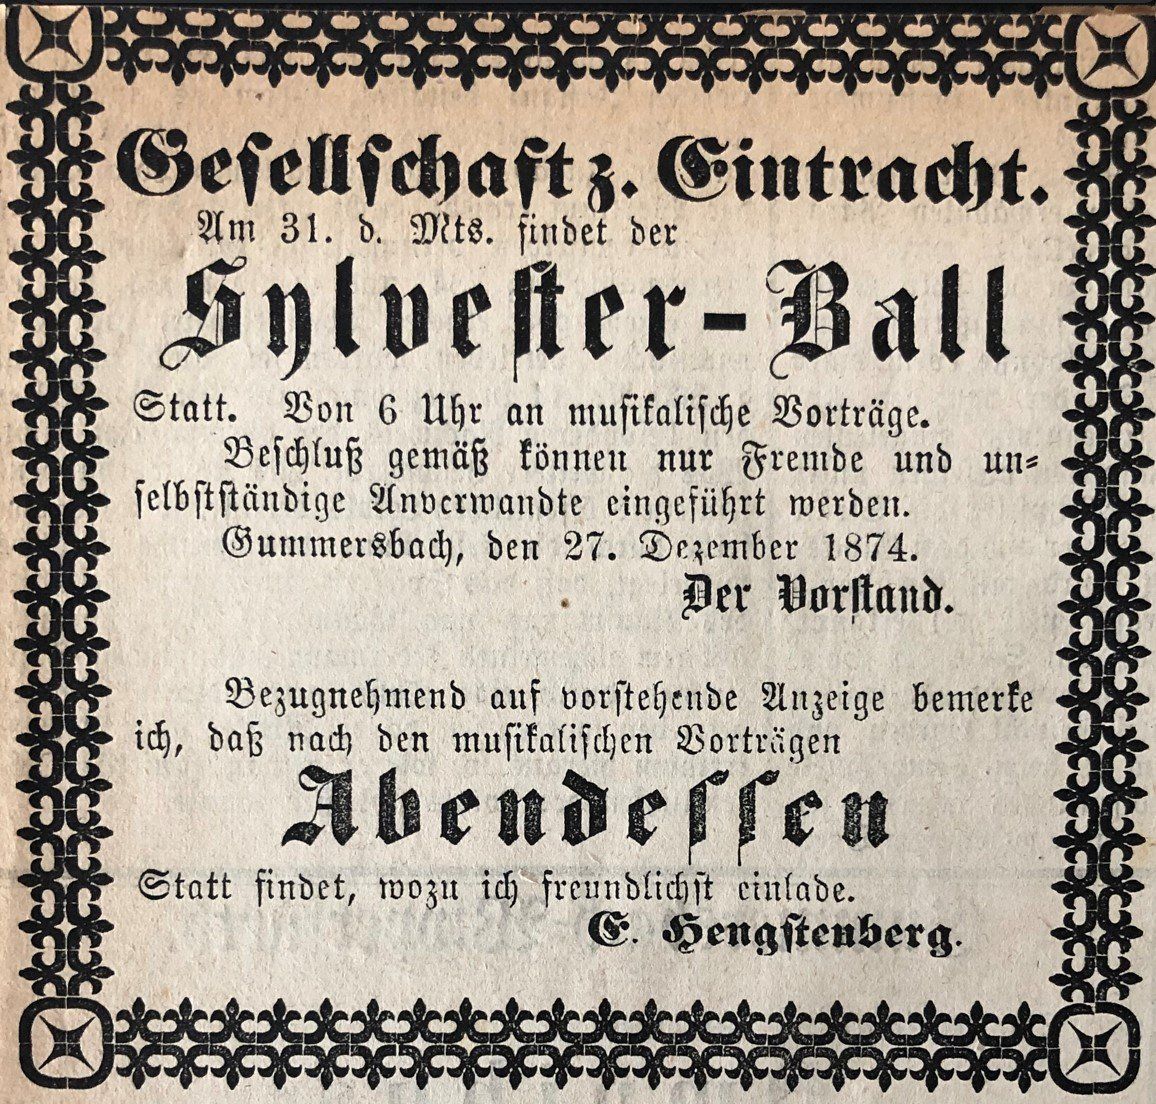 Gesellschaft z. Eintracht.
Am 31. d. Mts. findet der
Sylvester-Ball
Statt. Von 6 Uhr an musikalische Vorträge.
Beschluß gemäß können nur Fremde und un-
selbstständige Anverwandte eingeführt werden.
Gummersbach, den 27. Dezember 1874.
Der Vorstand.
Bezugnehmend auf vorstehende Anzeige bemerke
ich, daß nach den musikalischen Vorträgen
Abendessen
Statt findet, wozu ich freundlichst einlade.
E. Hengstenberg.